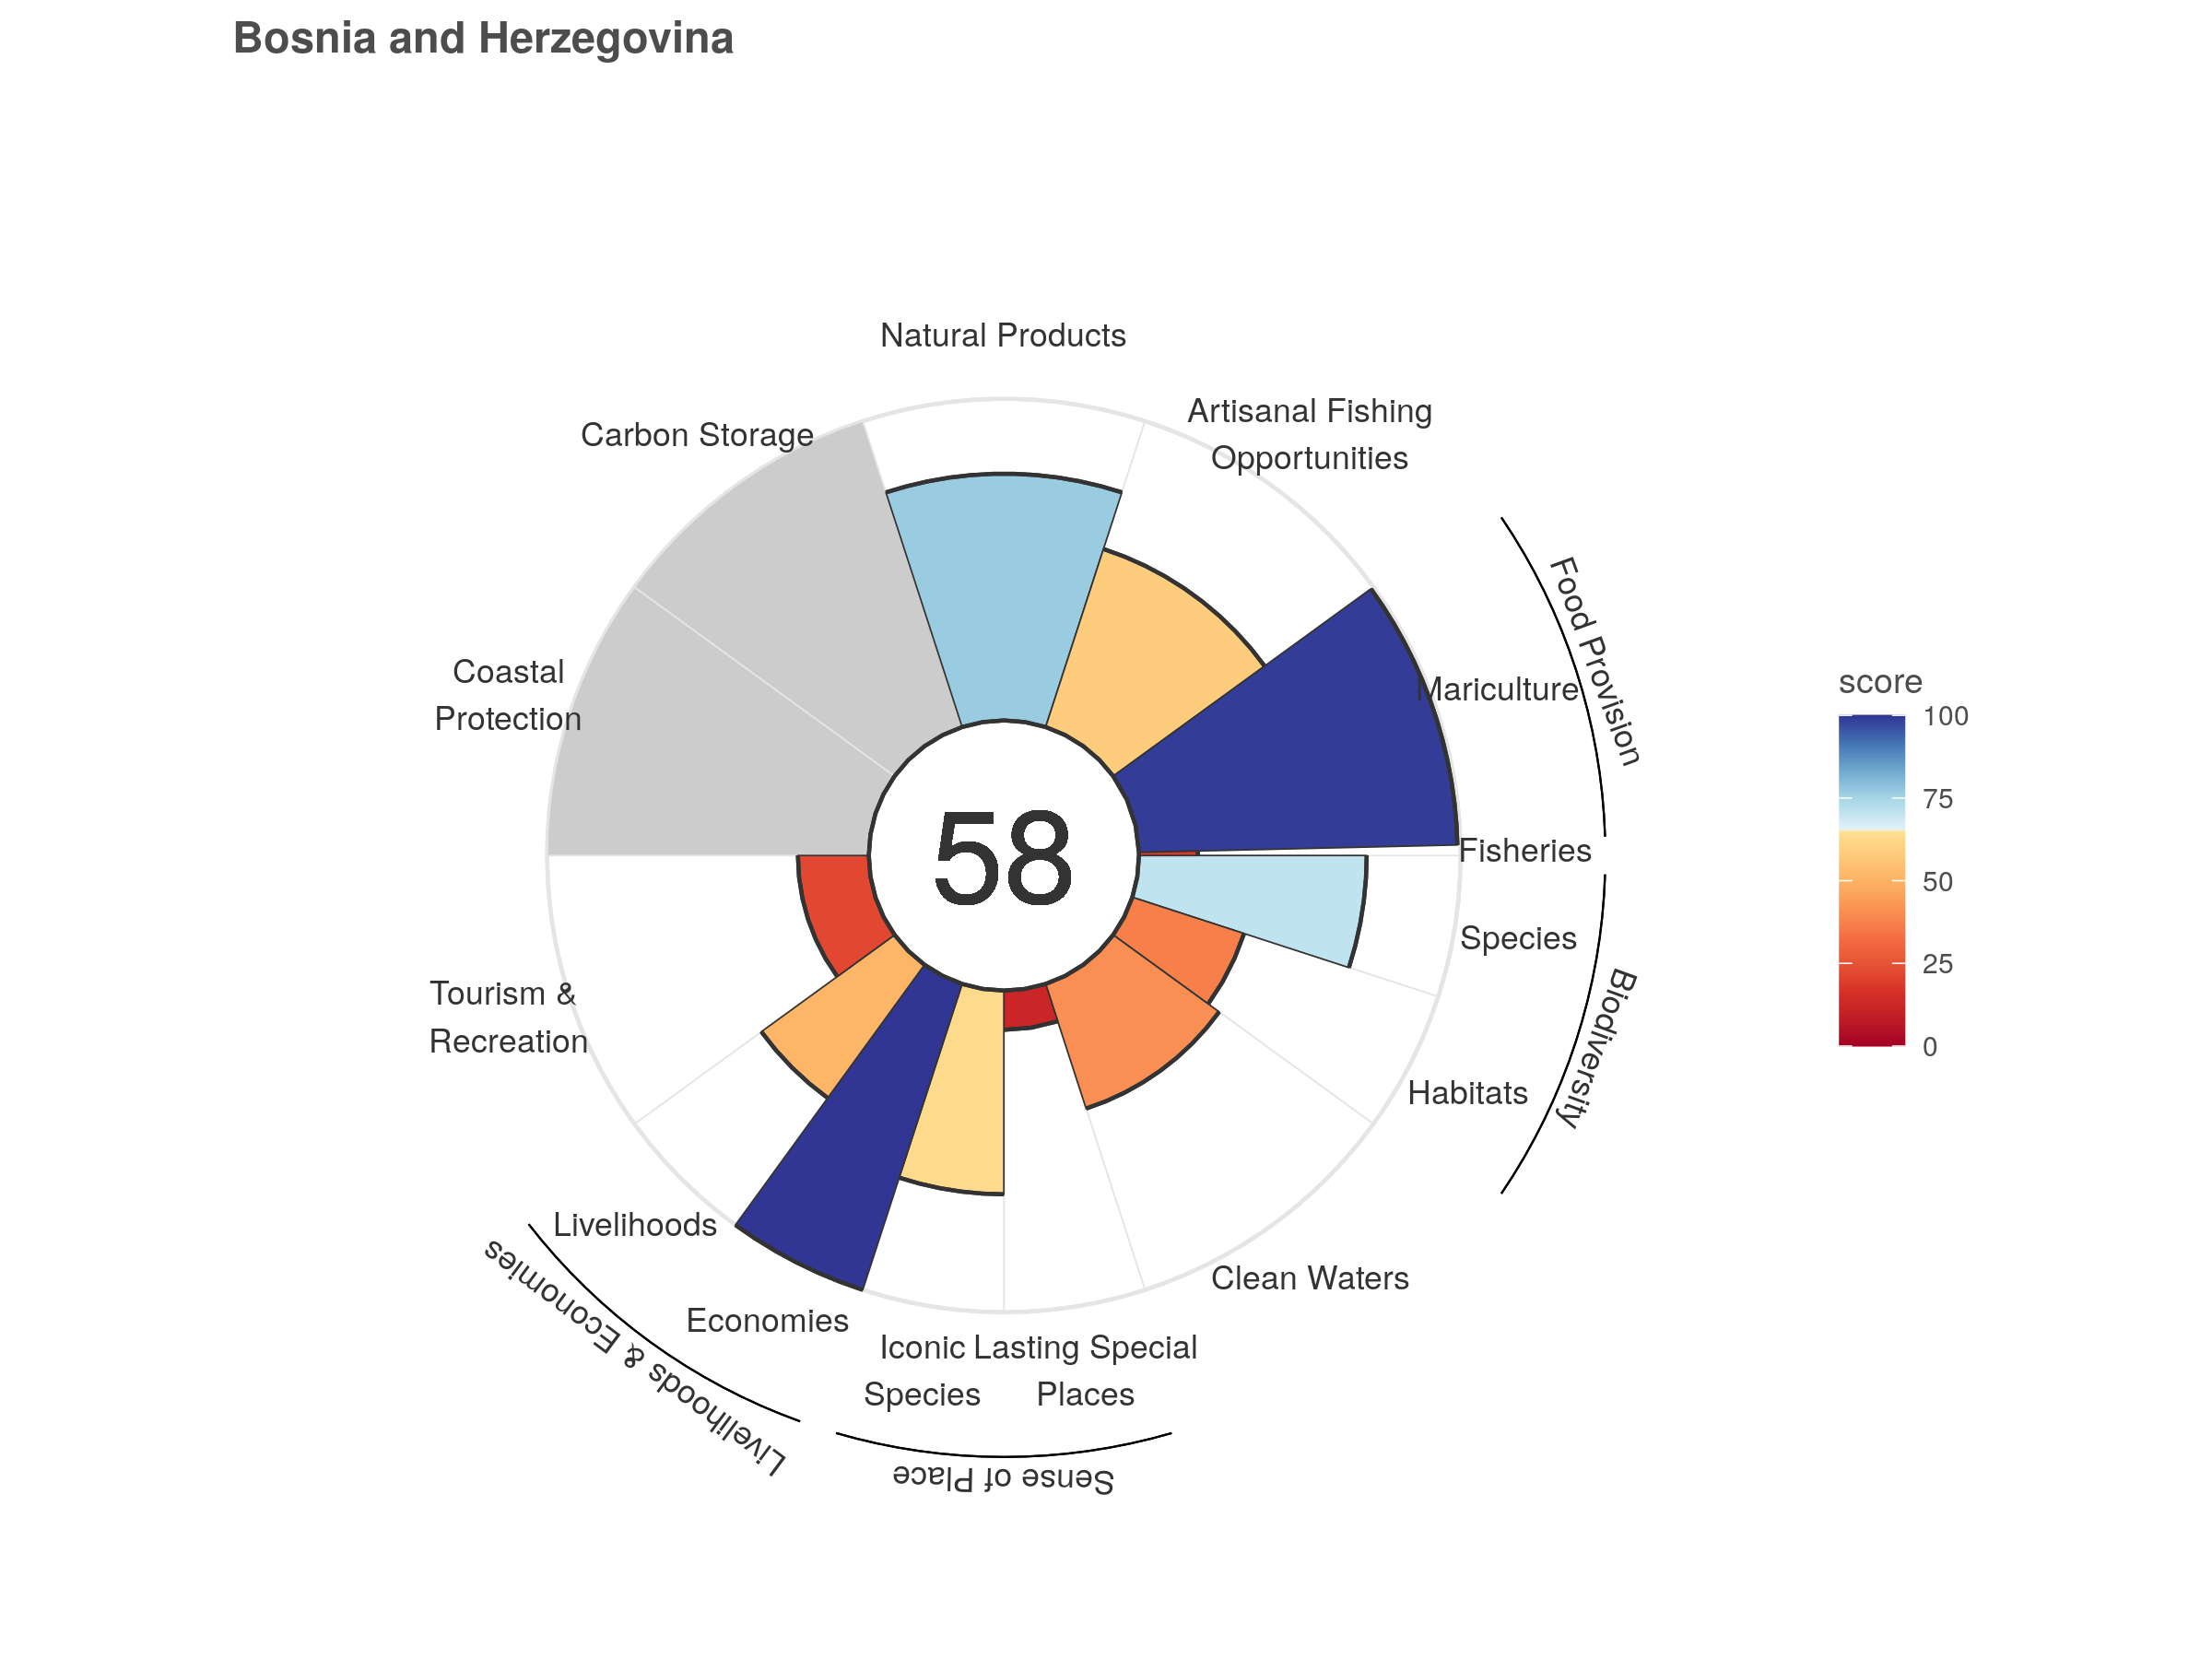 Bosnia and Herzegovina
Natural Products
Artisanal Fishing
Opportunities
Carbon Storage
Food Provision
Mariculture
Coastal
Protection
score
100
75
50
25
0
58
Fisheries
Species
Biodiversity
Tourism &
Recreation
Habitats
Livelihoods
Clean Waters
Livelihoods & Economies
Economies
Iconic
Species
Lasting Special
Places
Sense of Place